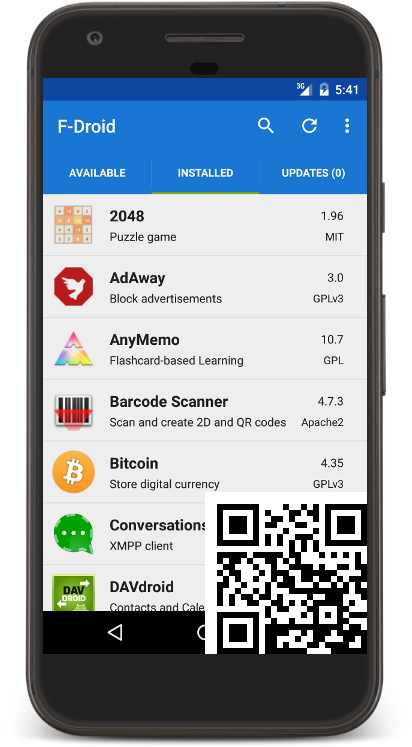 3G 5:41
F-Droid
AVAILABLE INSTALLED UPDATES (0)
2048 1.96
Puzzle game MIT
AdAway 3.0
Block advertisements GPLv3
AnyMemo 10.7
Flashcard-based Learning GPL
Barcode Scanner 4.7.3
Scan and create 2D and QR codes Apache2
Bitcoin 4.35
Store digital currency GPLv3
Conversations
XMPP client
DAV
DROID
DAVdroid
Contacts and Cale